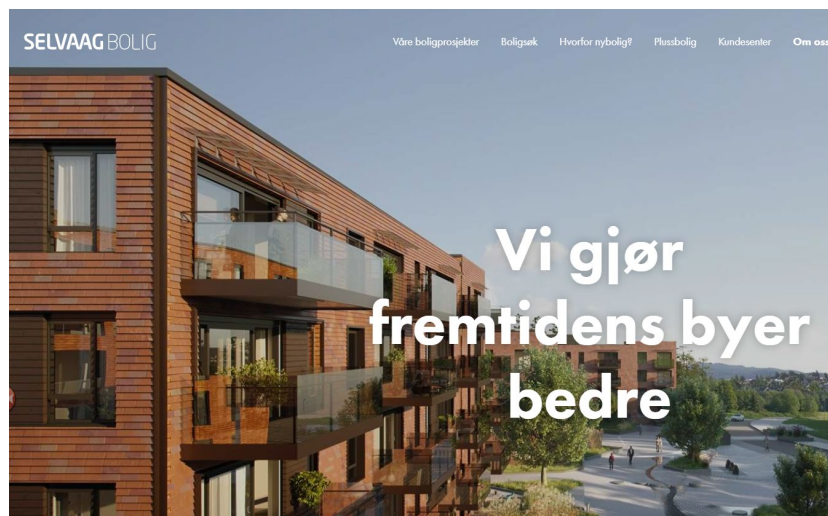 SELVAAG BOLIG
Våre boligprosjekter Boligsøk Hvorfor nybolig? Plussbolig Kundesenter Om oss
Vi gjør
fremtidens byer
bedre